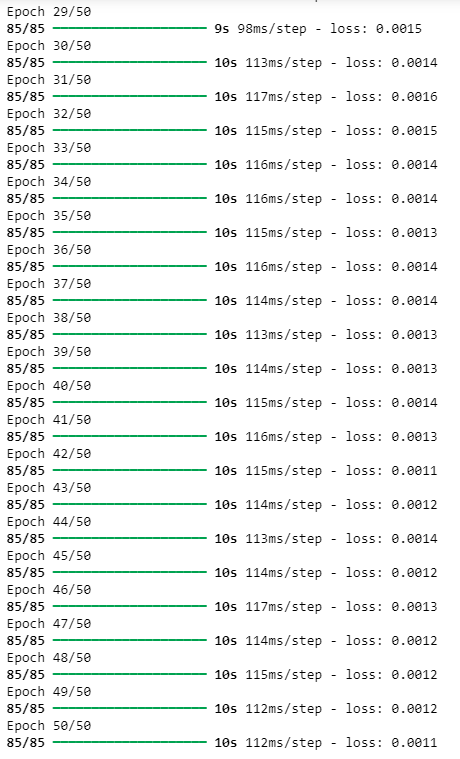 Epoch 29/50
85/85 ━━━━━━━━━━━━━━━━━━━━ 9s 98ms/step - loss: 0.0015
Epoch 30/50
85/85 ━━━━━━━━━━━━━━━━━━━━ 10s 113ms/step - loss: 0.0014
Epoch 31/50
85/85 ━━━━━━━━━━━━━━━━━━━━ 10s 117ms/step - loss: 0.0016
Epoch 32/50
85/85 ━━━━━━━━━━━━━━━━━━━━ 10s 115ms/step - loss: 0.0015
Epoch 33/50
85/85 ━━━━━━━━━━━━━━━━━━━━ 10s 116ms/step - loss: 0.0014
Epoch 34/50
85/85 ━━━━━━━━━━━━━━━━━━━━ 10s 116ms/step - loss: 0.0014
Epoch 35/50
85/85 ━━━━━━━━━━━━━━━━━━━━ 10s 115ms/step - loss: 0.0013
Epoch 36/50
85/85 ━━━━━━━━━━━━━━━━━━━━ 10s 116ms/step - loss: 0.0014
Epoch 37/50
85/85 ━━━━━━━━━━━━━━━━━━━━ 10s 114ms/step - loss: 0.0014
Epoch 38/50
85/85 ━━━━━━━━━━━━━━━━━━━━ 10s 113ms/step - loss: 0.0013
Epoch 39/50
85/85 ━━━━━━━━━━━━━━━━━━━━ 10s 114ms/step - loss: 0.0013
Epoch 40/50
85/85 ━━━━━━━━━━━━━━━━━━━━ 10s 115ms/step - loss: 0.0014
Epoch 41/50
85/85 ━━━━━━━━━━━━━━━━━━━━ 10s 116ms/step - loss: 0.0013
Epoch 42/50
85/85 ━━━━━━━━━━━━━━━━━━━━ 10s 115ms/step - loss: 0.0011
Epoch 43/50
85/85 ━━━━━━━━━━━━━━━━━━━━ 10s 114ms/step - loss: 0.0012
Epoch 44/50
85/85 ━━━━━━━━━━━━━━━━━━━━ 10s 113ms/step - loss: 0.0014
Epoch 45/50
85/85 ━━━━━━━━━━━━━━━━━━━━ 10s 114ms/step - loss: 0.0012
Epoch 46/50
85/85 ━━━━━━━━━━━━━━━━━━━━ 10s 117ms/step - loss: 0.0013
Epoch 47/50
85/85 ━━━━━━━━━━━━━━━━━━━━ 10s 114ms/step - loss: 0.0012
Epoch 48/50
85/85 ━━━━━━━━━━━━━━━━━━━━ 10s 115ms/step - loss: 0.0012
Epoch 49/50
85/85 ━━━━━━━━━━━━━━━━━━━━ 10s 112ms/step - loss: 0.0012
Epoch 50/50
85/85 ━━━━━━━━━━━━━━━━━━━━ 10s 112ms/step - loss: 0.0011